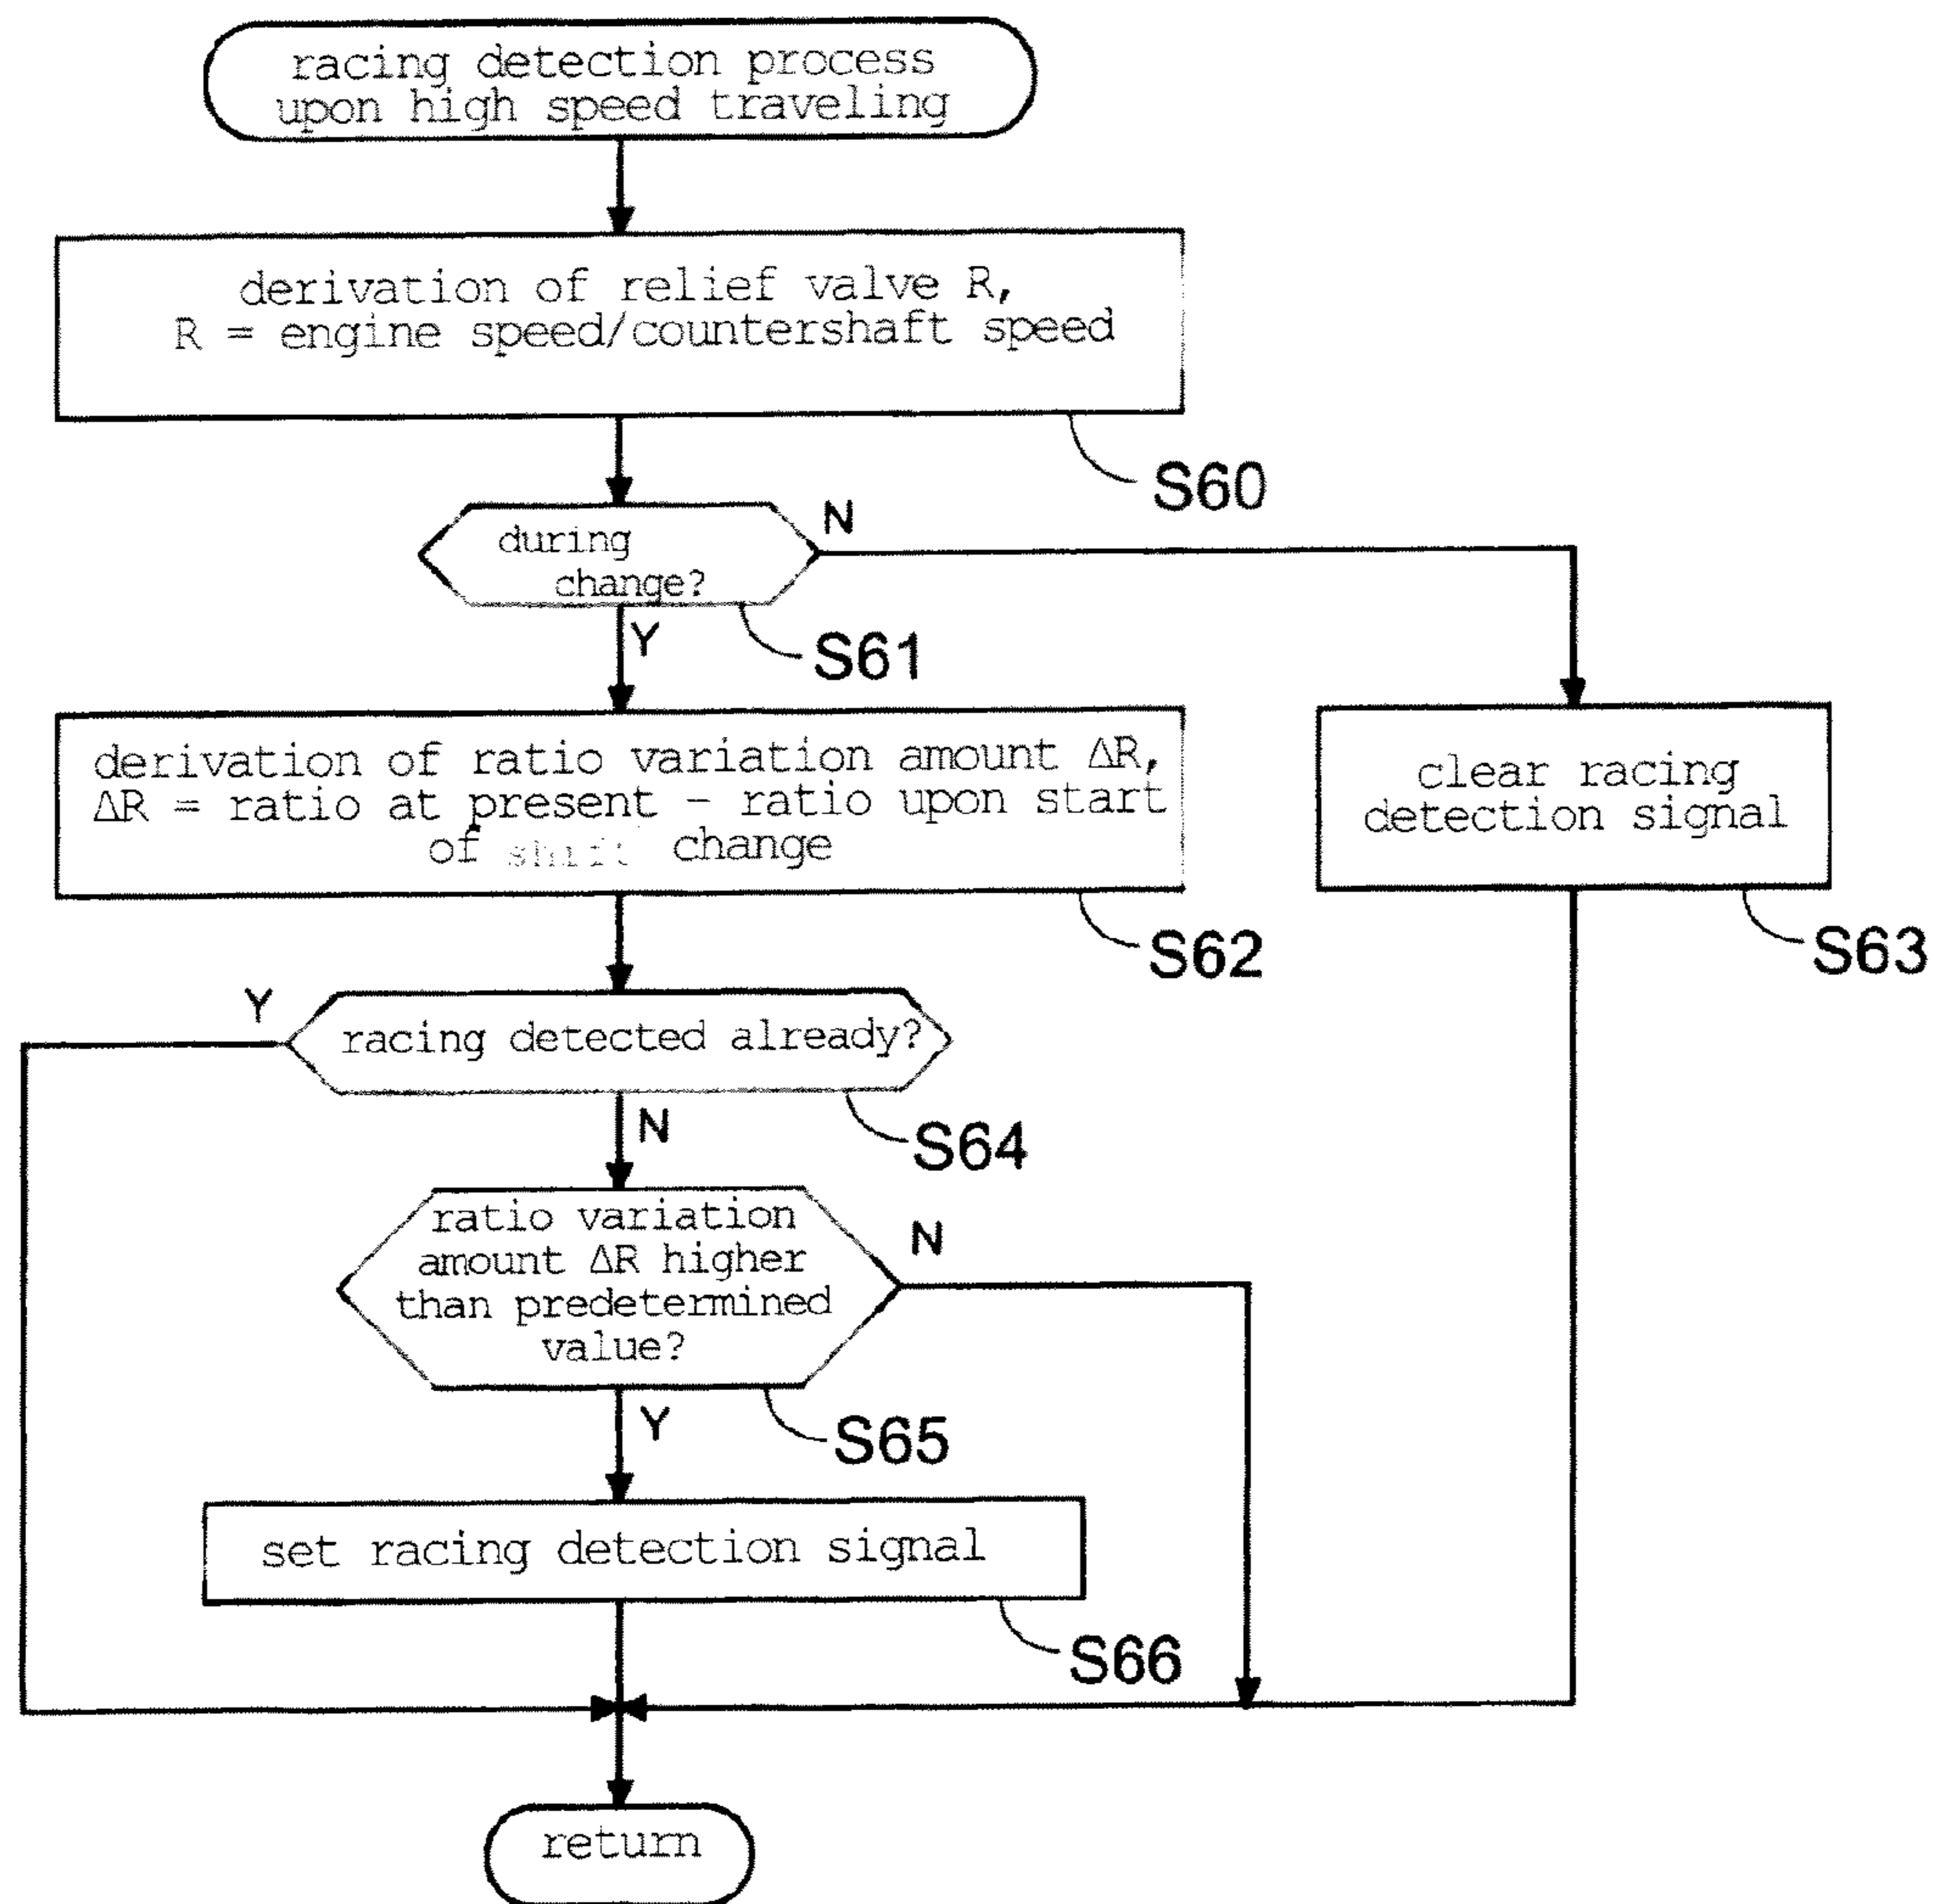 racing detection process
upon high speed traveling
derivation of relief valve R,
R = engine speed/countershaft speed
S60
during
change?
N
Y
S61
derivation of ratio variation amount ΔR,
ΔR = ratio at present - ratio upon start
of shift change
S62
clear racing
detection signal
S63
Y
racing detected already?
N
S64
ratio variation
amount ΔR higher
than predetermined
value?
N
Y
S65
set racing detection signal
S66
return